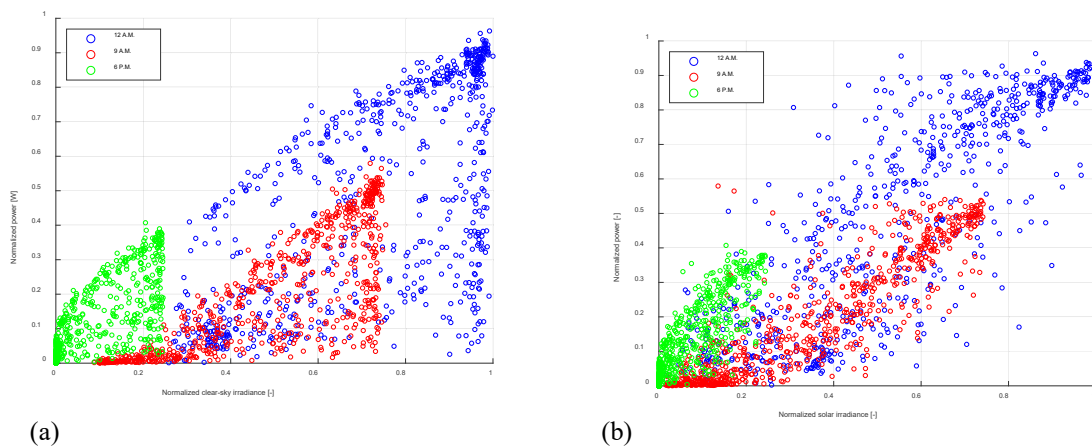 1
0.9
0.8
0.7
0.6
0.5
0.4
0.3
0.2
0.1
0
Normalized power [W]
12 A.M.
9 A.M.
6 P.M.
0 0.2 0.4 0.6 0.8 1
Normalized clear-sky irradiance [-]
(a)
1
0.9
0.8
0.7
0.6
0.5
0.4
0.3
0.2
0.1
0
Normalized power [-]
12 A.M.
9 A.M.
6 P.M.
0 0.2 0.4 0.6 0.8
Normalized solar irradiance [-]
(b)